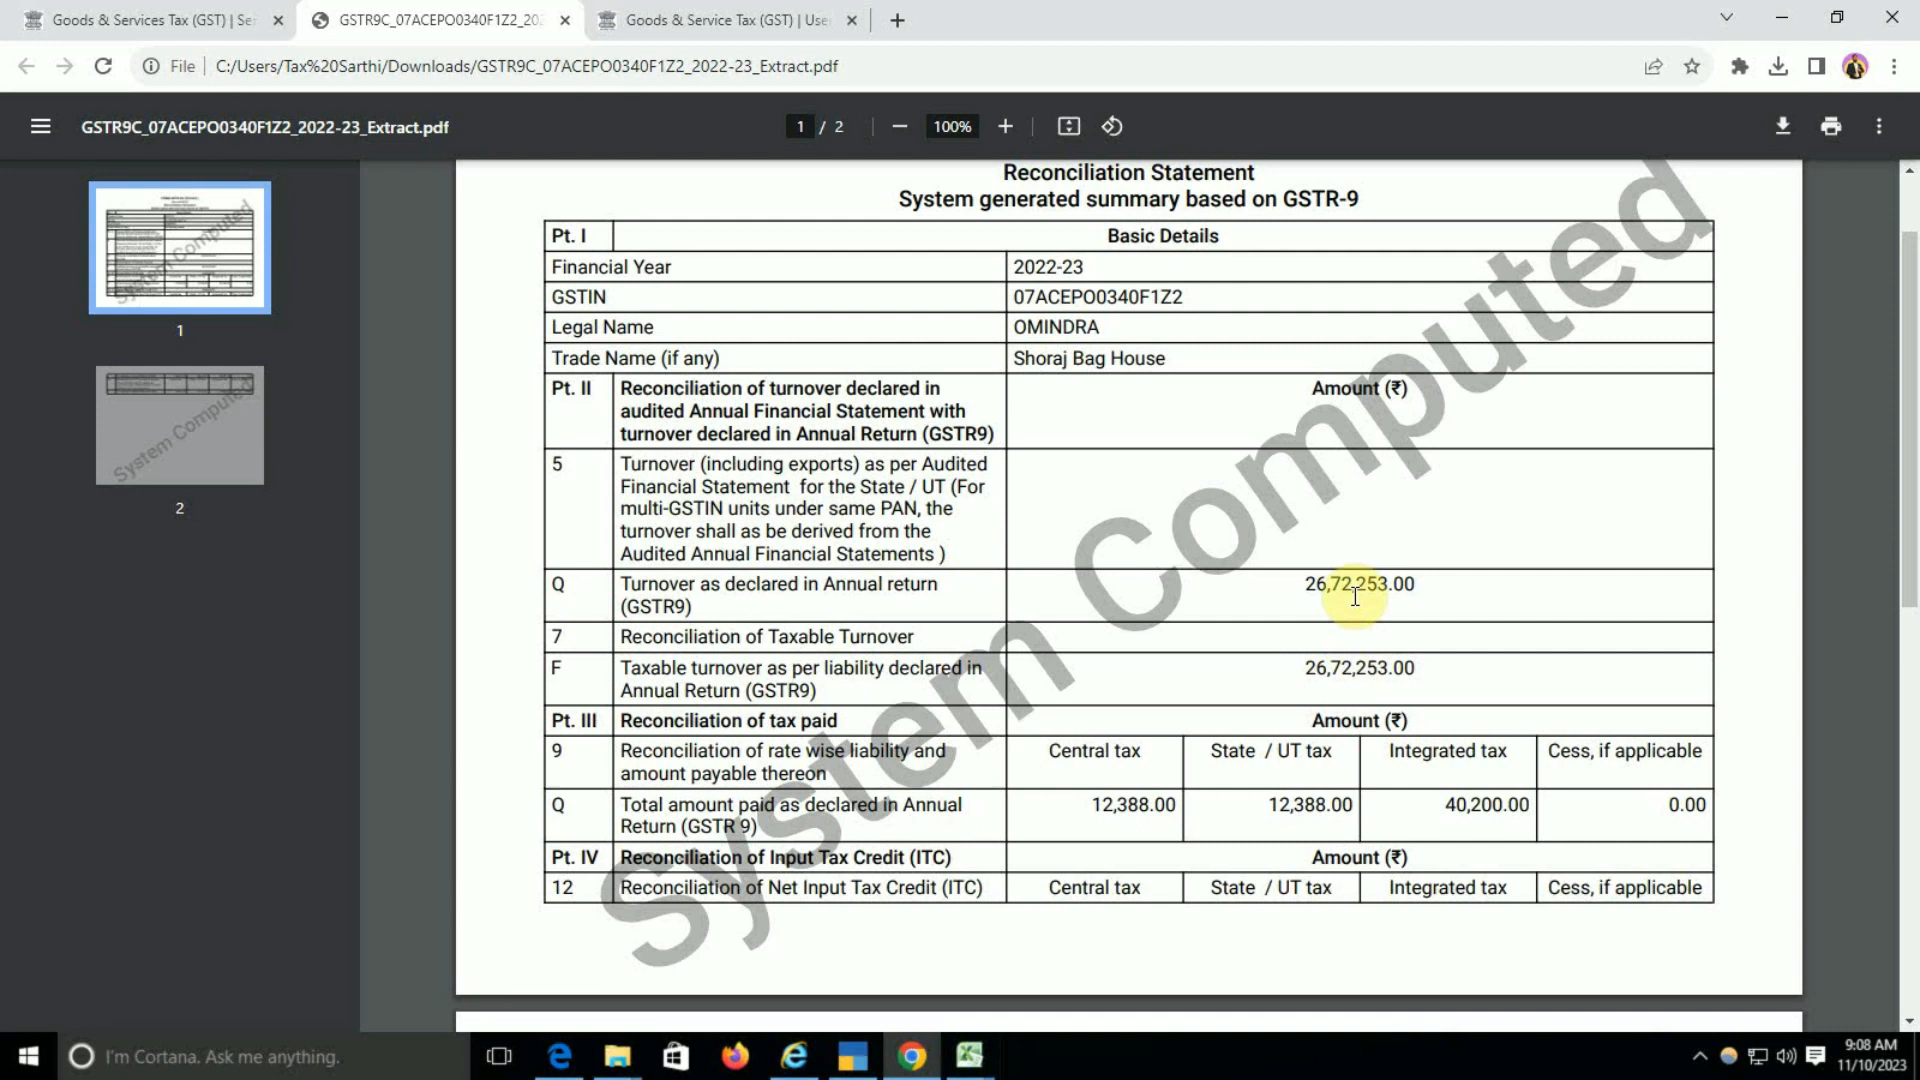 Goods & Services Tax (GST) | Se
GSTR9C_07ACEPO0340F1Z2_20
Goods & Service Tax (GST) | Use
File
C:/Users/Tax%20Sarthi/Downloads/GSTR9C_07ACEPO0340F1Z2_2022-23_Extract.pdf
GSTR9C_07ACEPO0340F1Z2_2022-23_Extract.pdf
1 / 2
100%
1
2
System Computed
System Computed
System Computed
Reconciliation Statement
System generated summary based on GSTR-9
Pt. I Basic Details
Financial Year 2022-23
GSTIN 07ACEPO0340F1Z2
Legal Name OMINDRA
Trade Name (if any) Shoraj Bag House
Pt. II Reconciliation of turnover declared in Amount (₹)
audited Annual Financial Statement with
turnover declared in Annual Return (GSTR9)
5 Turnover (including exports) as per Audited
Financial Statement for the State / UT (For
multi-GSTIN units under same PAN, the
turnover shall as be derived from the
Audited Annual Financial Statements )
Q Turnover as declared in Annual return 26,72,253.00
(GSTR9)
7 Reconciliation of Taxable Turnover
F Taxable turnover as per liability declared in 26,72,253.00
Annual Return (GSTR9)
Pt. III Reconciliation of tax paid Amount (₹)
9 Reconciliation of rate wise liability and Central tax State / UT tax Integrated tax Cess, if applicable
amount payable thereon
Q Total amount paid as declared in Annual 12,388.00 12,388.00 40,200.00 0.00
Return (GSTR 9)
Pt. IV Reconciliation of Input Tax Credit (ITC) Amount (₹)
12 Reconciliation of Net Input Tax Credit (ITC) Central tax State / UT tax Integrated tax Cess, if applicable
I'm Cortana. Ask me anything.
9:08 AM
11/10/2023